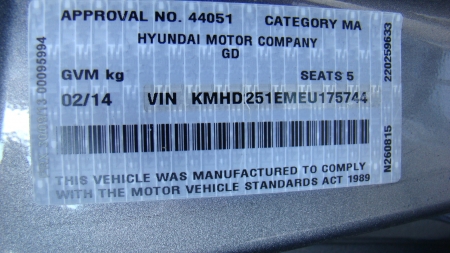 APPROVAL NO. 44051 CATEGORY MA
HYUNDAI MOTOR COMPANY
GD
GVM kg SEATS 5
02/14 VIN KMHD251EMEU175744
THIS VEHICLE WAS MANUFACTURED TO COMPLY
WITH THE MOTOR VEHICLE STANDARDS ACT 1989
220259633
N260815